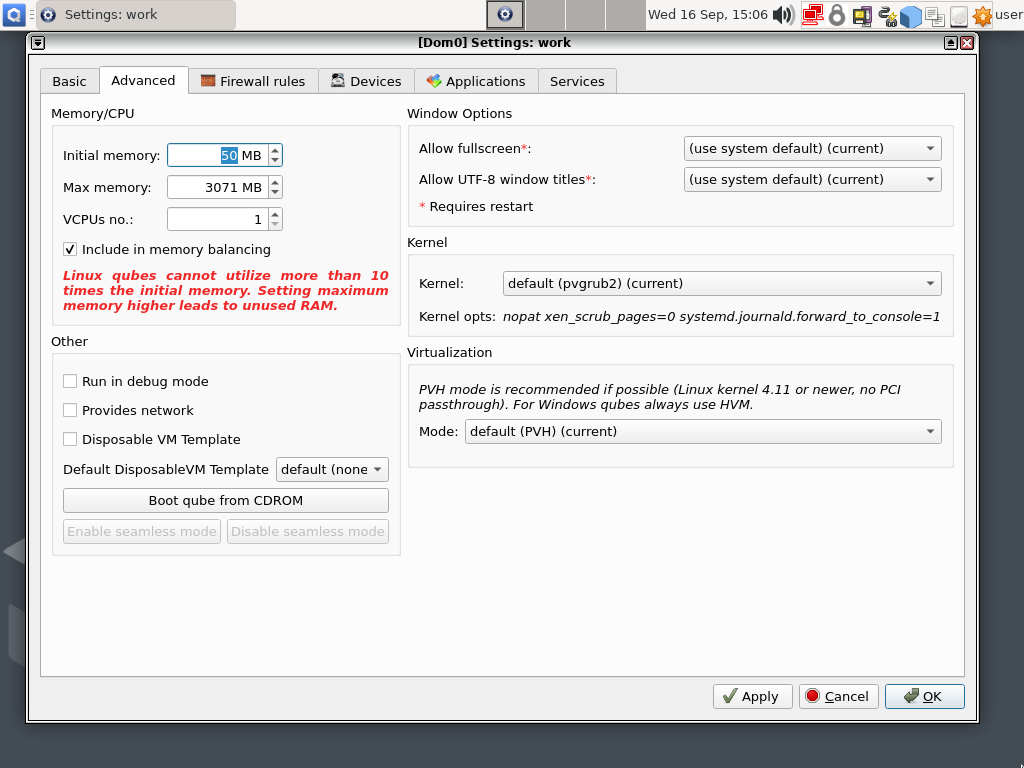 Settings: work
Wed 16 Sep, 15:06
user
[Dom0] Settings: work
Basic
Advanced
Firewall rules
Devices
Applications
Services
Memory/CPU
Initial memory: 50 MB
Max memory: 3071 MB
VCPUs no.: 1
Include in memory balancing
Linux qubes cannot utilize more than 10
times the initial memory. Setting maximum
memory higher leads to unused RAM.
Other
Run in debug mode
Provides network
Disposable VM Template
Default DisposableVM Template default (none
Boot qube from CDROM
Enable seamless mode
Disable seamless mode
Window Options
Allow fullscreen*: (use system default) (current)
Allow UTF-8 window titles*: (use system default) (current)
* Requires restart
Kernel
Kernel: default (pvgrub2) (current)
Kernel opts: nopat xen_scrub_pages=0 systemd.journald.forward_to_console=1
Virtualization
PVH mode is recommended if possible (Linux kernel 4.11 or newer, no PCI
passthrough). For Windows qubes always use HVM.
Mode: default (PVH) (current)
Apply
Cancel
OK